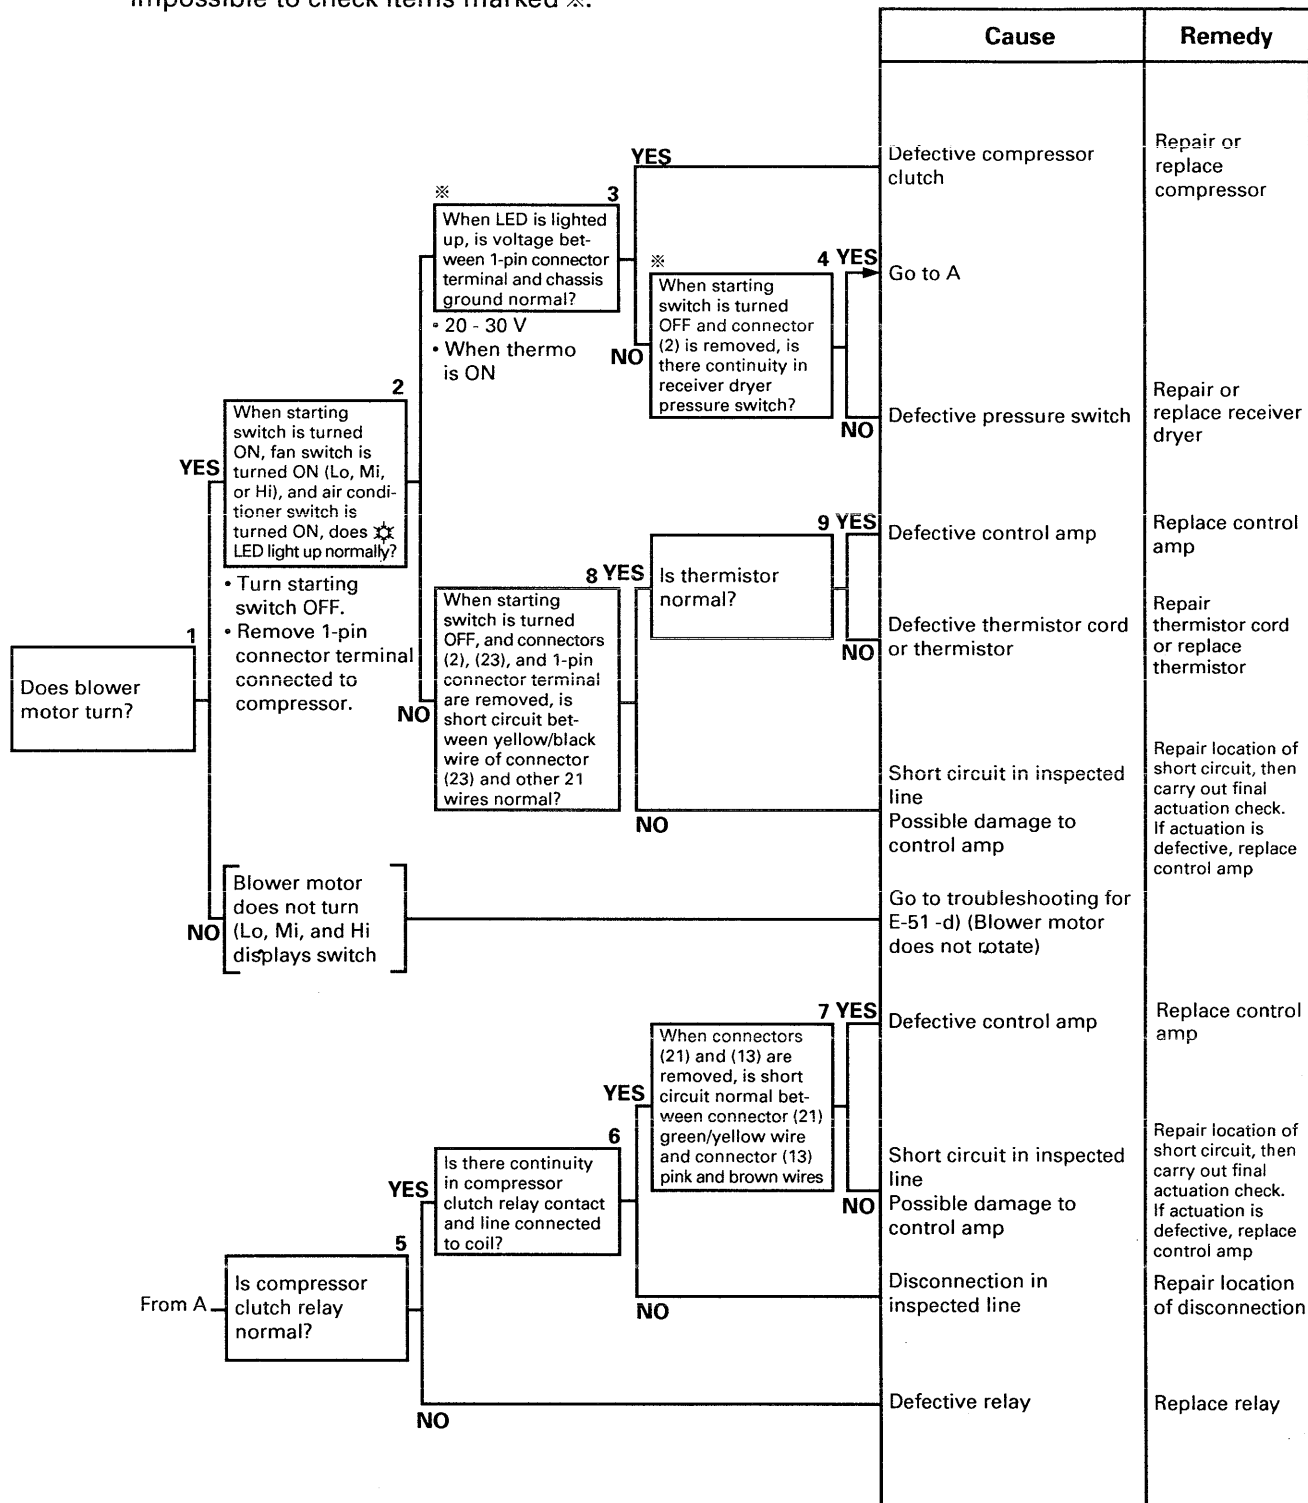 impossible to check items marked ※.
Cause
Remedy
YES
Defective compressor
clutch
Repair or
replace
compressor
※
3
When LED is lighted
up, is voltage bet-
ween 1-pin connector
terminal and chassis
ground normal?
• 20 - 30 V
• When thermo
is ON
NO
※
4
YES
When starting
switch is turned
OFF and connector
(2) is removed, is
there continuity in
receiver dryer
pressure switch?
Go to A
NO
Defective pressure switch
Repair or
replace receiver
dryer
2
YES
When starting
switch is turned
ON, fan switch is
turned ON (Lo, Mi,
or Hi), and air condi-
tioner switch is
turned ON, does
LED light up normally?
• Turn starting
switch OFF.
• Remove 1-pin
connector terminal
connected to
compressor.
9 YES
Is thermistor
normal?
Defective control amp
Replace control
amp
NO
Defective thermistor cord
or thermistor
Repair
thermistor cord
or replace
thermistor
8 YES
NO
When starting
switch is turned
OFF, and connectors
(2), (23), and 1-pin
connector terminal
are removed, is
short circuit bet-
ween yellow/black
wire of connector
(23) and other 21
wires normal?
NO
Short circuit in inspected
line
Possible damage to
control amp
Repair location of
short circuit, then
carry out final
actuation check.
If actuation is
defective, replace
control amp
1
Does blower
motor turn?
NO
Blower motor
does not turn
(Lo, Mi, and Hi
displays switch
Go to troubleshooting for
E-51 -d) (Blower motor
does not rotate)
7 YES
When connectors
(21) and (13) are
removed, is short
circuit normal bet-
ween connector (21)
green/yellow wire
and connector (13)
pink and brown wires
Defective control amp
Replace control
amp
NO
Short circuit in inspected
line
Possible damage to
control amp
Repair location of
short circuit, then
carry out final
actuation check.
If actuation is
defective, replace
control amp
YES
6
YES
Is there continuity
in compressor
clutch relay contact
and line connected
to coil?
NO
Disconnection in
inspected line
Repair location
of disconnection
5
From A
Is compressor
clutch relay
normal?
NO
Defective relay
Replace relay